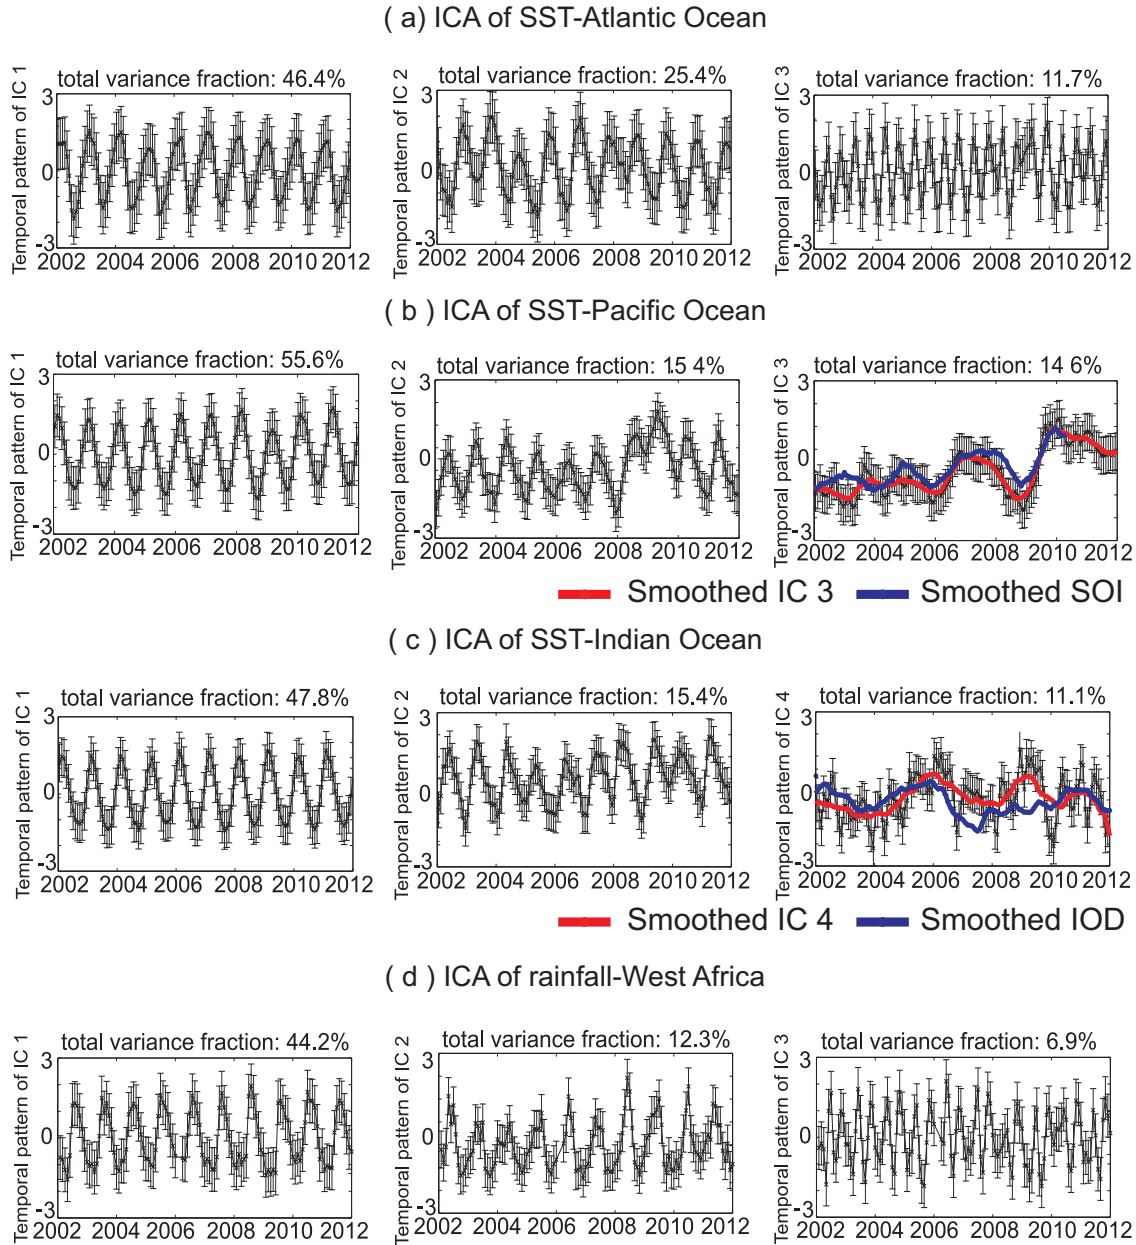 ( a) ICA of SST-Atlantic Ocean
total variance fraction: 46.4%
Temporal pattern of IC 1
3
0
-3
2002 2004 2006 2008 2010 2012
total variance fraction: 25.4%
Temporal pattern of IC 2
3
0
-3
2002 2004 2006 2008 2010 2012
total variance fraction: 11.7%
Temporal pattern of IC 3
3
0
-3
2002 2004 2006 2008 2010 2012
( b ) ICA of SST-Pacific Ocean
total variance fraction: 55.6%
Temporal pattern of IC 1
3
0
-3
2002 2004 2006 2008 2010 2012
total variance fraction: 15 4%
Temporal pattern of IC 2
3
0
-3
2002 2004 2006 2008 2010 2012
total variance fraction: 14 6%
Temporal pattern of IC 3
3
0
-3
2002 2004 2006 2008 2010 2012
Smoothed IC 3 Smoothed SOI
( c ) ICA of SST-Indian Ocean
total variance fraction: 47.8%
Temporal pattern of IC 1
3
0
-3
2002 2004 2006 2008 2010 2012
total variance fraction: 15.4%
Temporal pattern of IC 2
3
0
-3
2002 2004 2006 2008 2010 2012
total variance fraction: 11.1%
Temporal pattern of IC 4
3
0
-3
2002 2004 2006 2008 2010 2012
Smoothed IC 4 Smoothed IOD
( d ) ICA of rainfall-West Africa
total variance fraction: 44.2%
Temporal pattern of IC 1
3
0
-3
2002 2004 2006 2008 2010 2012
total variance fraction: 12.3%
Temporal pattern of IC 2
3
0
-3
2002 2004 2006 2008 2010 2012
total variance fraction: 6.9%
Temporal pattern of IC 3
3
0
-3
2002 2004 2006 2008 2010 2012